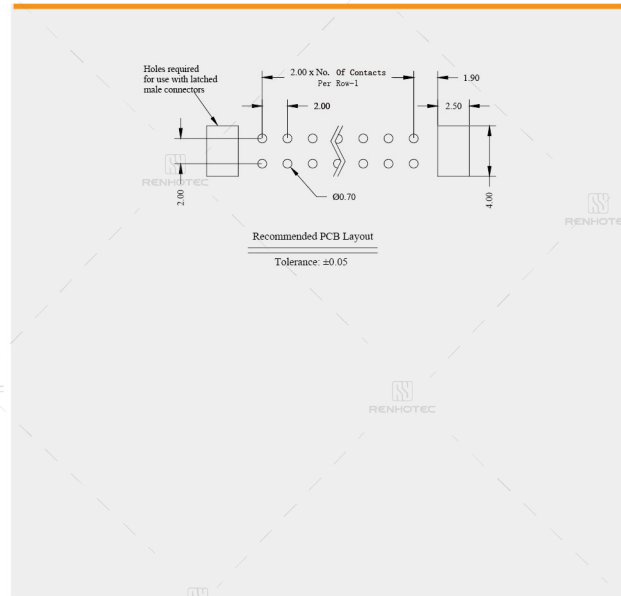 Holes required
for use with latched
male connectors
2.00 x No. Of Contacts
Per Row-1
1.90
2.00
2.50
2.00
4.00
RENHOTEC
Ø0.70
RENHOTE
Recommended PCB Layout
Tolerance: ±0.05
RENHOTEC